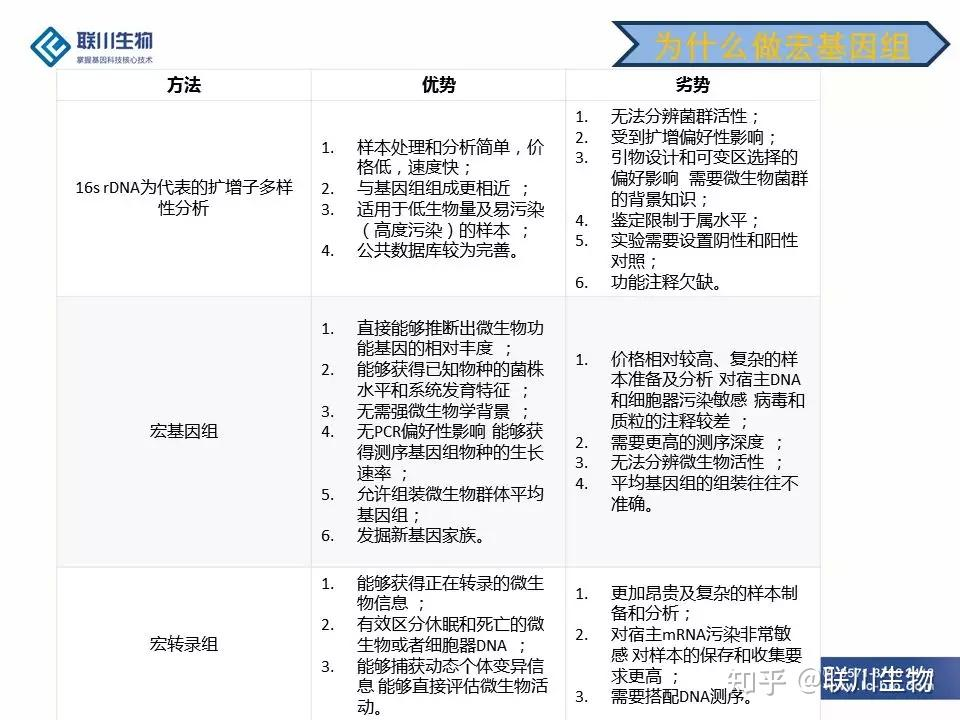 联川生物
掌握基因科技核心技术
为什么做宏基因组
方法
优势
劣势
16s rDNA为代表的扩增子多样
性分析
1. 样本处理和分析简单，价
格低，速度快；
2. 与基因组组成更相近 ；
3. 适用于低生物量及易污染
（高度污染）的样本 ；
4. 公共数据库较为完善。
1. 无法分辨菌群活性；
2. 受到扩增偏好性影响；
3. 引物设计和可变区选择的
偏好影响 需要微生物菌群
的背景知识；
4. 鉴定限制于属水平；
5. 实验需要设置阴性和阳性
对照；
6. 功能注释欠缺。
宏基因组
1. 直接能够推断出微生物功
能基因的相对丰度 ；
2. 能够获得已知物种的菌株
水平和系统发育特征 ；
3. 无需强微生物学背景 ；
4. 无PCR偏好性影响 能够获
得测序基因组物种的生长
速率 ；
5. 允许组装微生物群体平均
基因组；
6. 发掘新基因家族。
1. 价格相对较高、复杂的样
本准备及分析 对宿主DNA
和细胞器污染敏感 病毒和
质粒的注释较差 ；
2. 需要更高的测序深度 ；
3. 无法分辨微生物活性 ；
4. 平均基因组的组装往往不
准确。
宏转录组
1. 能够获得正在转录的微生
物信息 ；
2. 有效区分休眠和死亡的微
生物或者细胞器DNA ；
3. 能够捕获动态个体变异信
息 能够直接评估微生物活
动。
1. 更加昂贵及复杂的样本制
备和分析；
2. 对宿主mRNA污染非常敏
感 对样本的保存和收集要
求更高 ；
3. 需要搭配DNA测序。
知乎 @联川生物